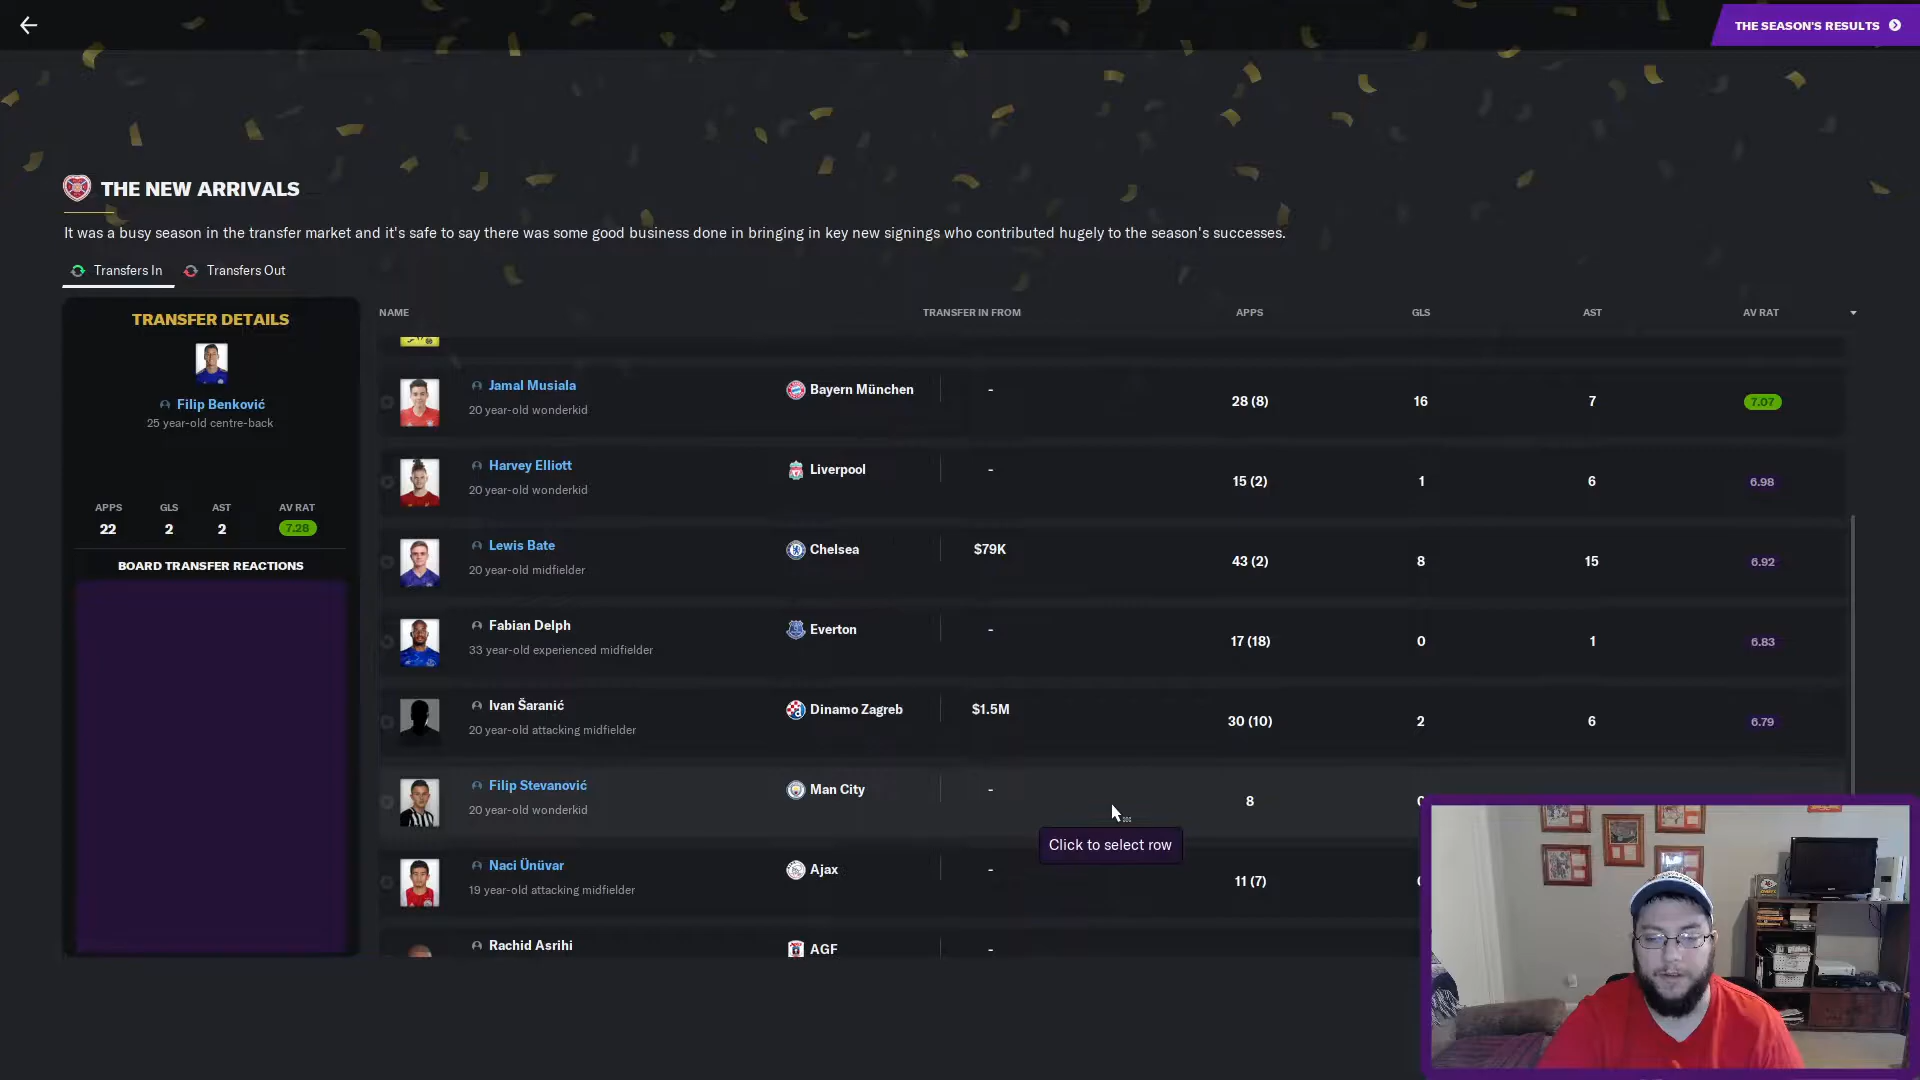 THE SEASON'S RESULTS
THE NEW ARRIVALS
It was a busy season in the transfer market and it's safe to say there was some good business done in bringing in key new signings who contributed hugely to the season's successes.
Transfers In Transfers Out
TRANSFER DETAILS
Filip Benković
25 year-old centre-back
APPS GLS AST AV RAT
22 2 2 7.28
BOARD TRANSFER REACTIONS
NAME TRANSFER IN FROM APPS GLS AST AV RAT
Jamal Musiala Bayern München -
20 year-old wonderkid 28 (8) 16 7 7.07
Harvey Elliott Liverpool -
20 year-old wonderkid 15 (2) 1 6 6.98
Lewis Bate Chelsea $79K
20 year-old midfielder 43 (2) 8 15 6.92
Fabian Delph Everton -
33 year-old experienced midfielder 17 (18) 0 1 6.83
Ivan Šaranić Dinamo Zagreb $1.5M
20 year-old attacking midfielder 30 (10) 2 6 6.79
Filip Stevanović Man City -
20 year-old wonderkid 8
Click to select row
Naci Ünüvar Ajax -
19 year-old attacking midfielder 11 (7)
Rachid Asrihi AGF -